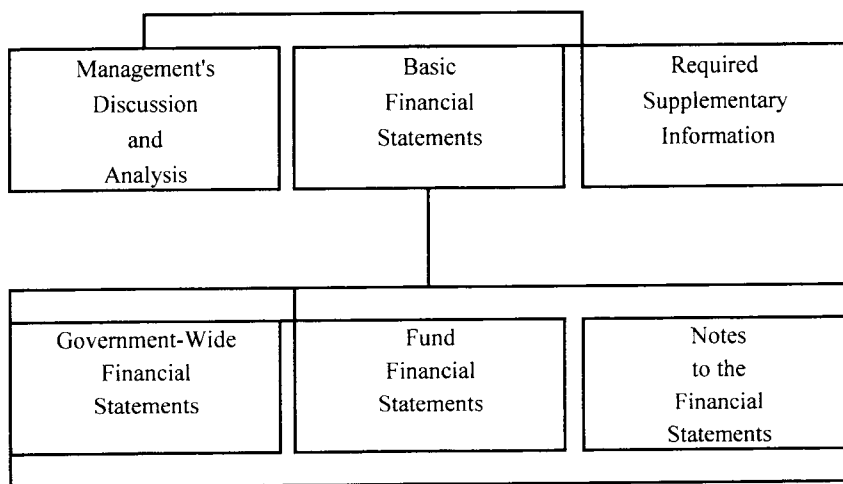 Management's
Discussion
and
Analysis
Basic
Financial
Statements
Required
Supplementary
Information
Government-Wide
Financial
Statements
Fund
Financial
Statements
Notes
to the
Financial
Statements